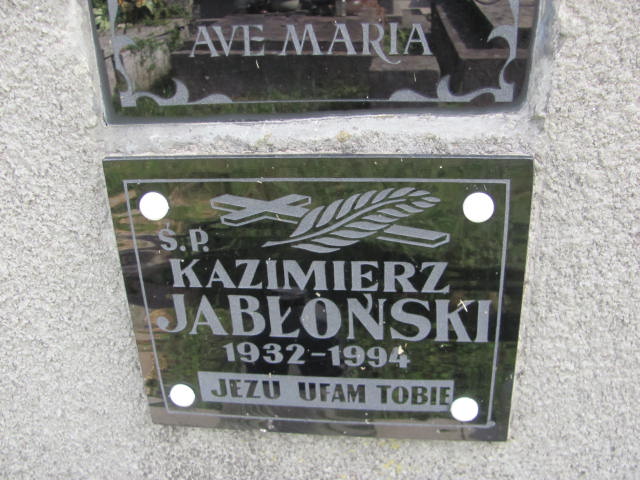 AVE MARIA
Ś.P.
KAZIMIERZ
JABŁOŃSKI
1932-1994
JEZU UFAM TOBIE